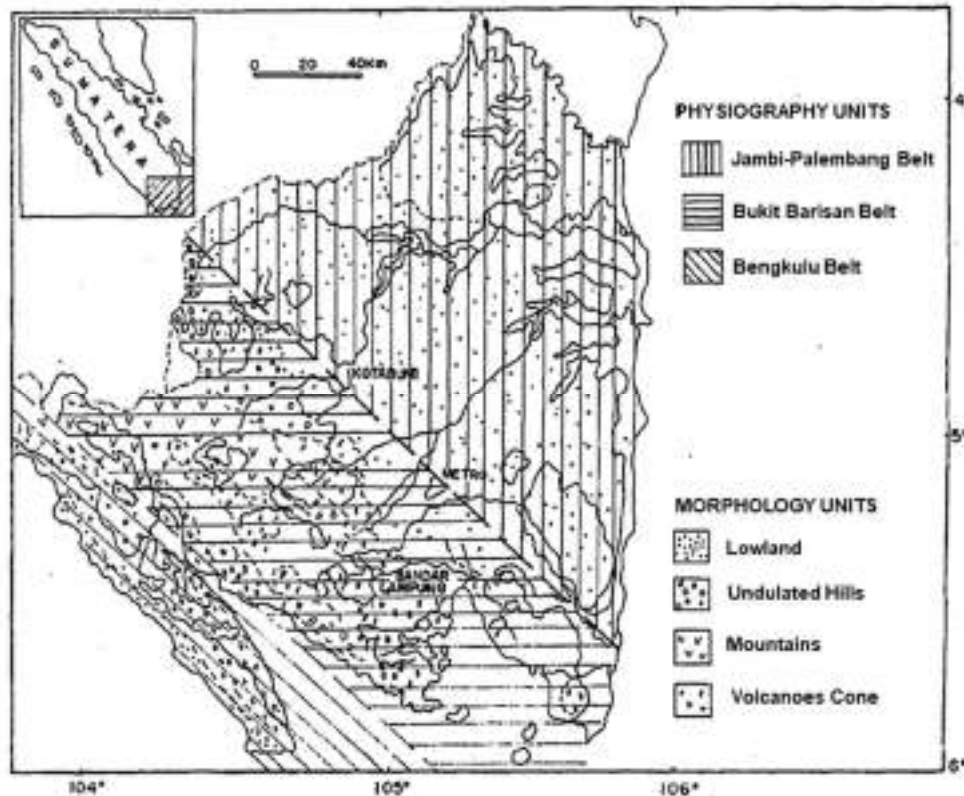 SUMATERA
0 20 40Km
4
PHYSIOGRAPHY UNITS
Jambi-Palembang Belt
Bukit Barisan Belt
Bengkulu Belt
KOTABUMI
5°
METRO
MORPHOLOGY UNITS
Lowland
BANDAR
LAMPUNG
Undulated Hills
Mountains
Volcanoes Cone
6°
104°
105°
106°